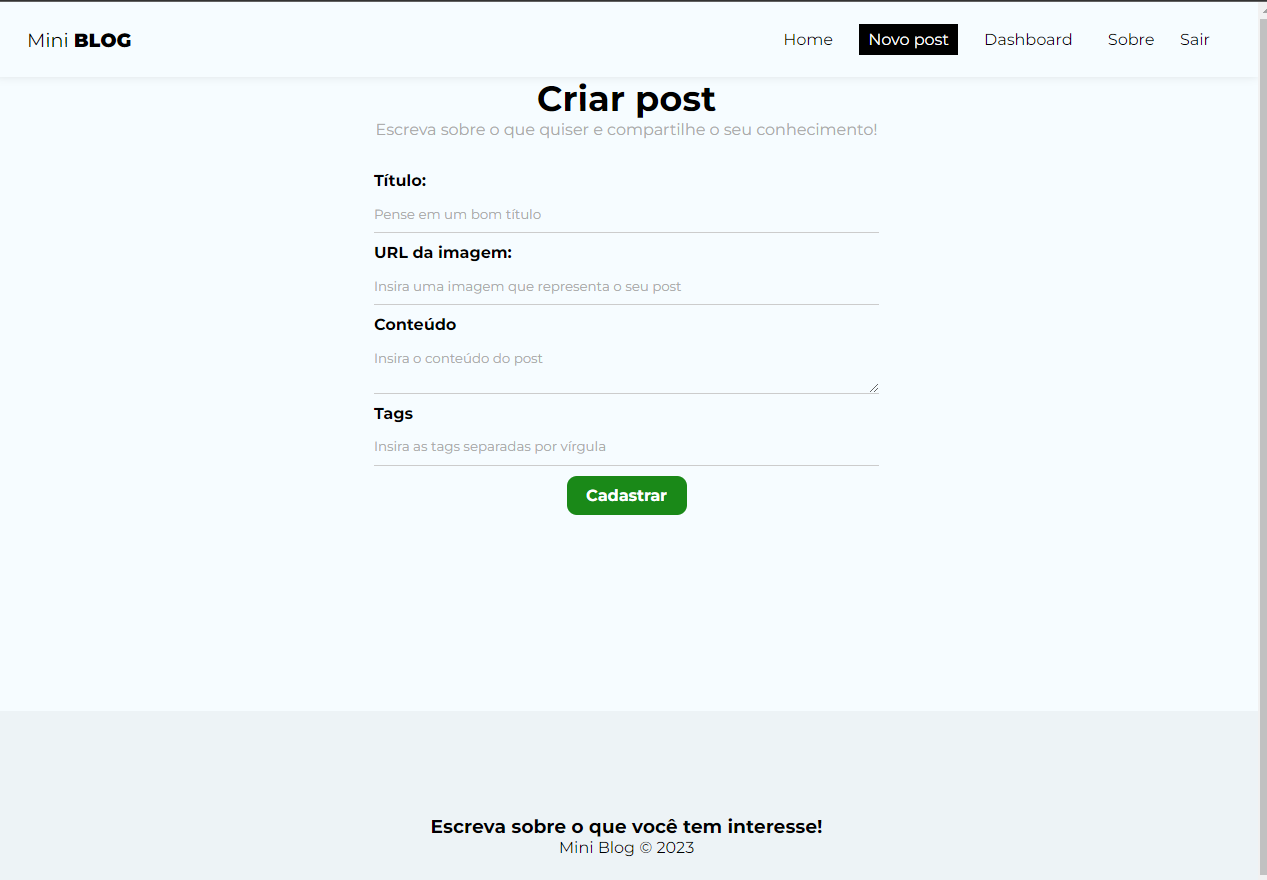 Mini BLOG
Home Novo post Dashboard Sobre Sair
Criar post
Escreva sobre o que quiser e compartilhe o seu conhecimento!
Título:
Pense em um bom título
URL da imagem:
Insira uma imagem que representa o seu post
Conteúdo
Insira o conteúdo do post
Tags
Insira as tags separadas por vírgula
Cadastrar
Escreva sobre o que você tem interesse!
Mini Blog © 2023